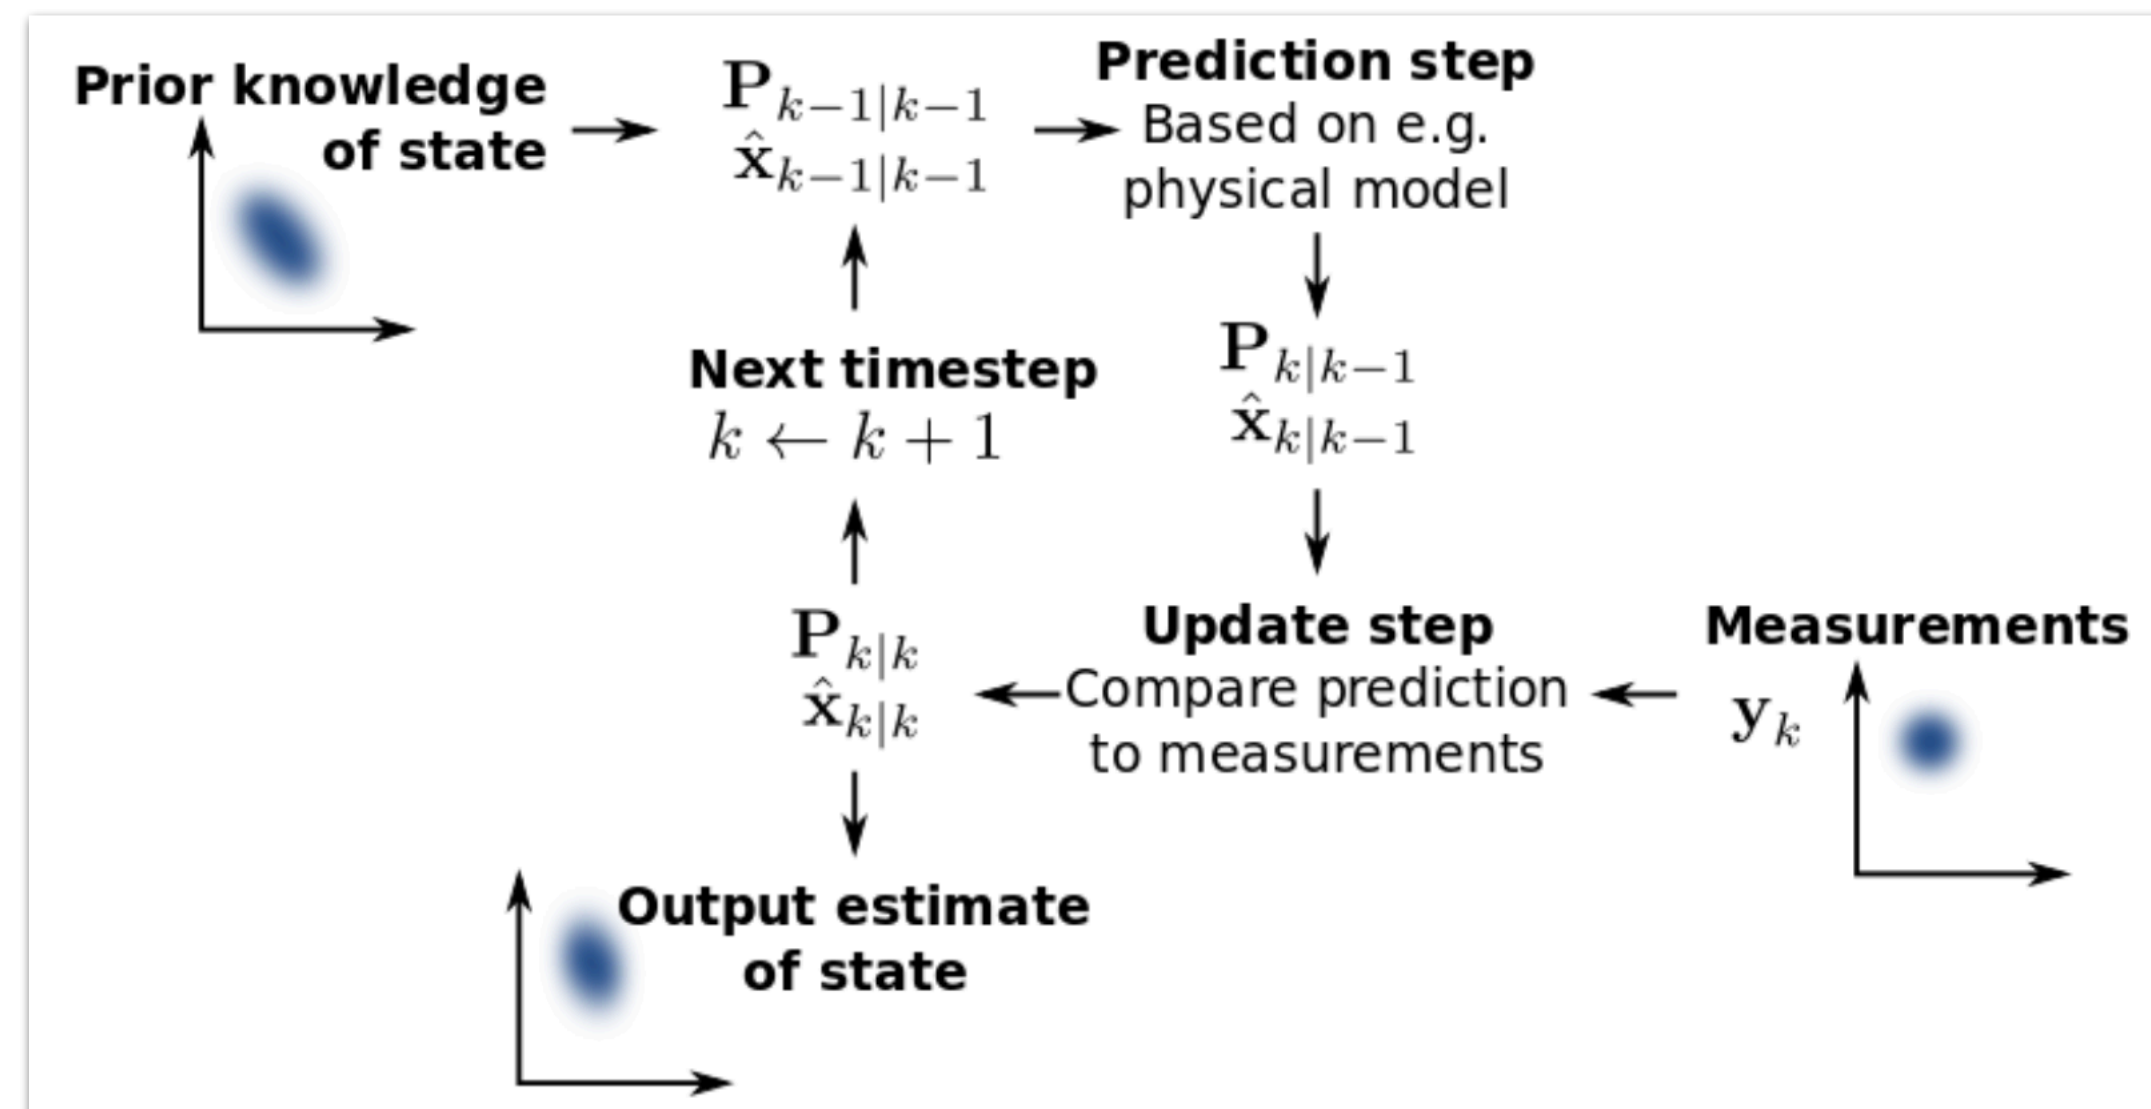 Prior knowledge
of state
P_{k−1|k−1}
x̂_{k−1|k−1}
Prediction step
Based on e.g.
physical model
P_{k|k−1}
x̂_{k|k−1}
Next timestep
k ← k + 1
P_{k|k}
x̂_{k|k}
Update step
Compare prediction
to measurements
Measurements
y_k
Output estimate
of state